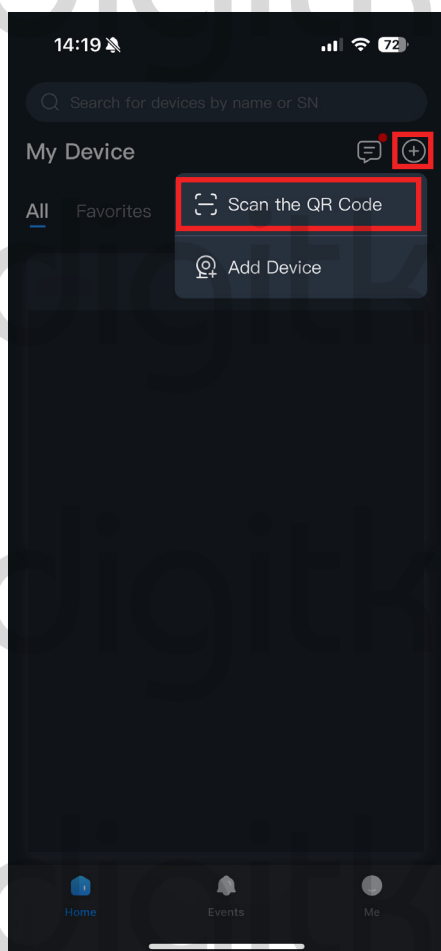 14:19
72
Search for devices by name or SN
My Device
All Favorites
Scan the QR Code
Add Device
Home Events Me